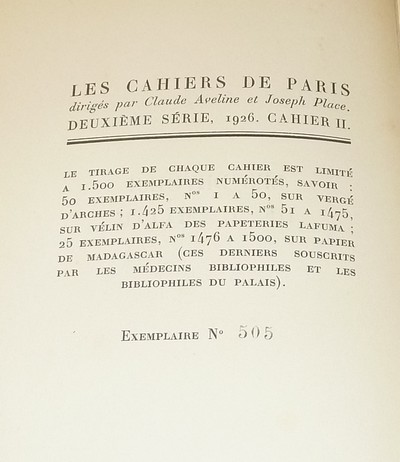 LES CAHIERS DE PARIS
dirigés par Claude Aveline et Joseph Place.
DEUXIÈME SÉRIE, 1926. CAHIER II.
LE TIRAGE DE CHAQUE CAHIER EST LIMITÉ
A 1.500 EXEMPLAIRES NUMÉROTÉS, SAVOIR :
50 EXEMPLAIRES, Nos 1 A 50, SUR VERGÉ
D'ARCHES ; 1.425 EXEMPLAIRES, Nos 51 A 1475,
SUR VÉLIN D'ALFA DES PAPETERIES LAFUMA ;
25 EXEMPLAIRES, Nos 1476 A 1500, SUR PAPIER
DE MADAGASCAR (CES DERNIERS SOUSCRITS
PAR LES MÉDECINS BIBLIOPHILES ET LES
BIBLIOPHILES DU PALAIS).
EXEMPLAIRE No 505